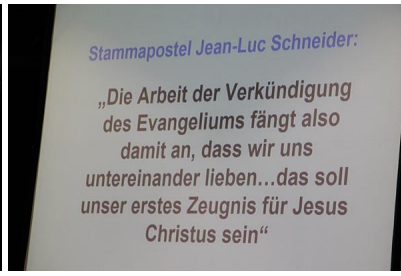 Stammapostel Jean-Luc Schneider:
„Die Arbeit der Verkündigung
des Evangeliums fängt also
damit an, dass wir uns
untereinander lieben…das soll
unser erstes Zeugnis für Jesus
Christus sein“